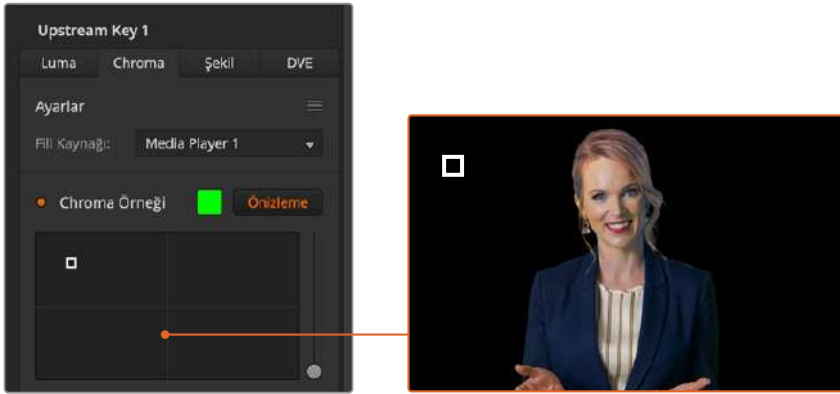 Upstream Key 1
Luma Chroma Şekil DVE
Ayarlar
Fill Kaynağı: Media Player 1
Chroma Örneği Önizleme